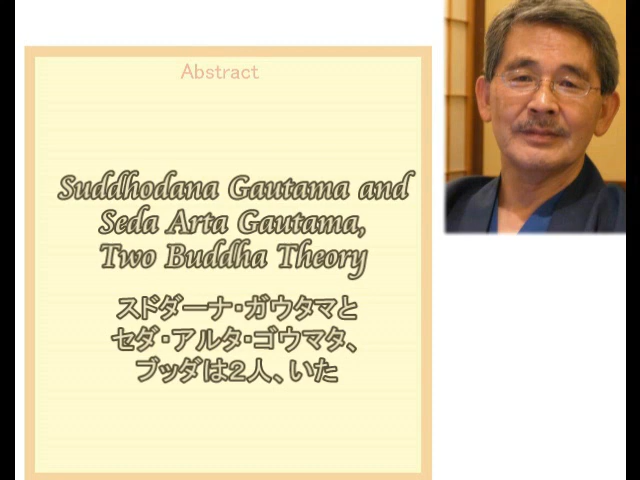 Abstract
Suddhodana Gautama and
Seda Arta Gautama,
Two Buddha Theory
スドダーナ・ガウタマと
セダ・アルタ・ゴウマタ、
ブッダは2人、いた